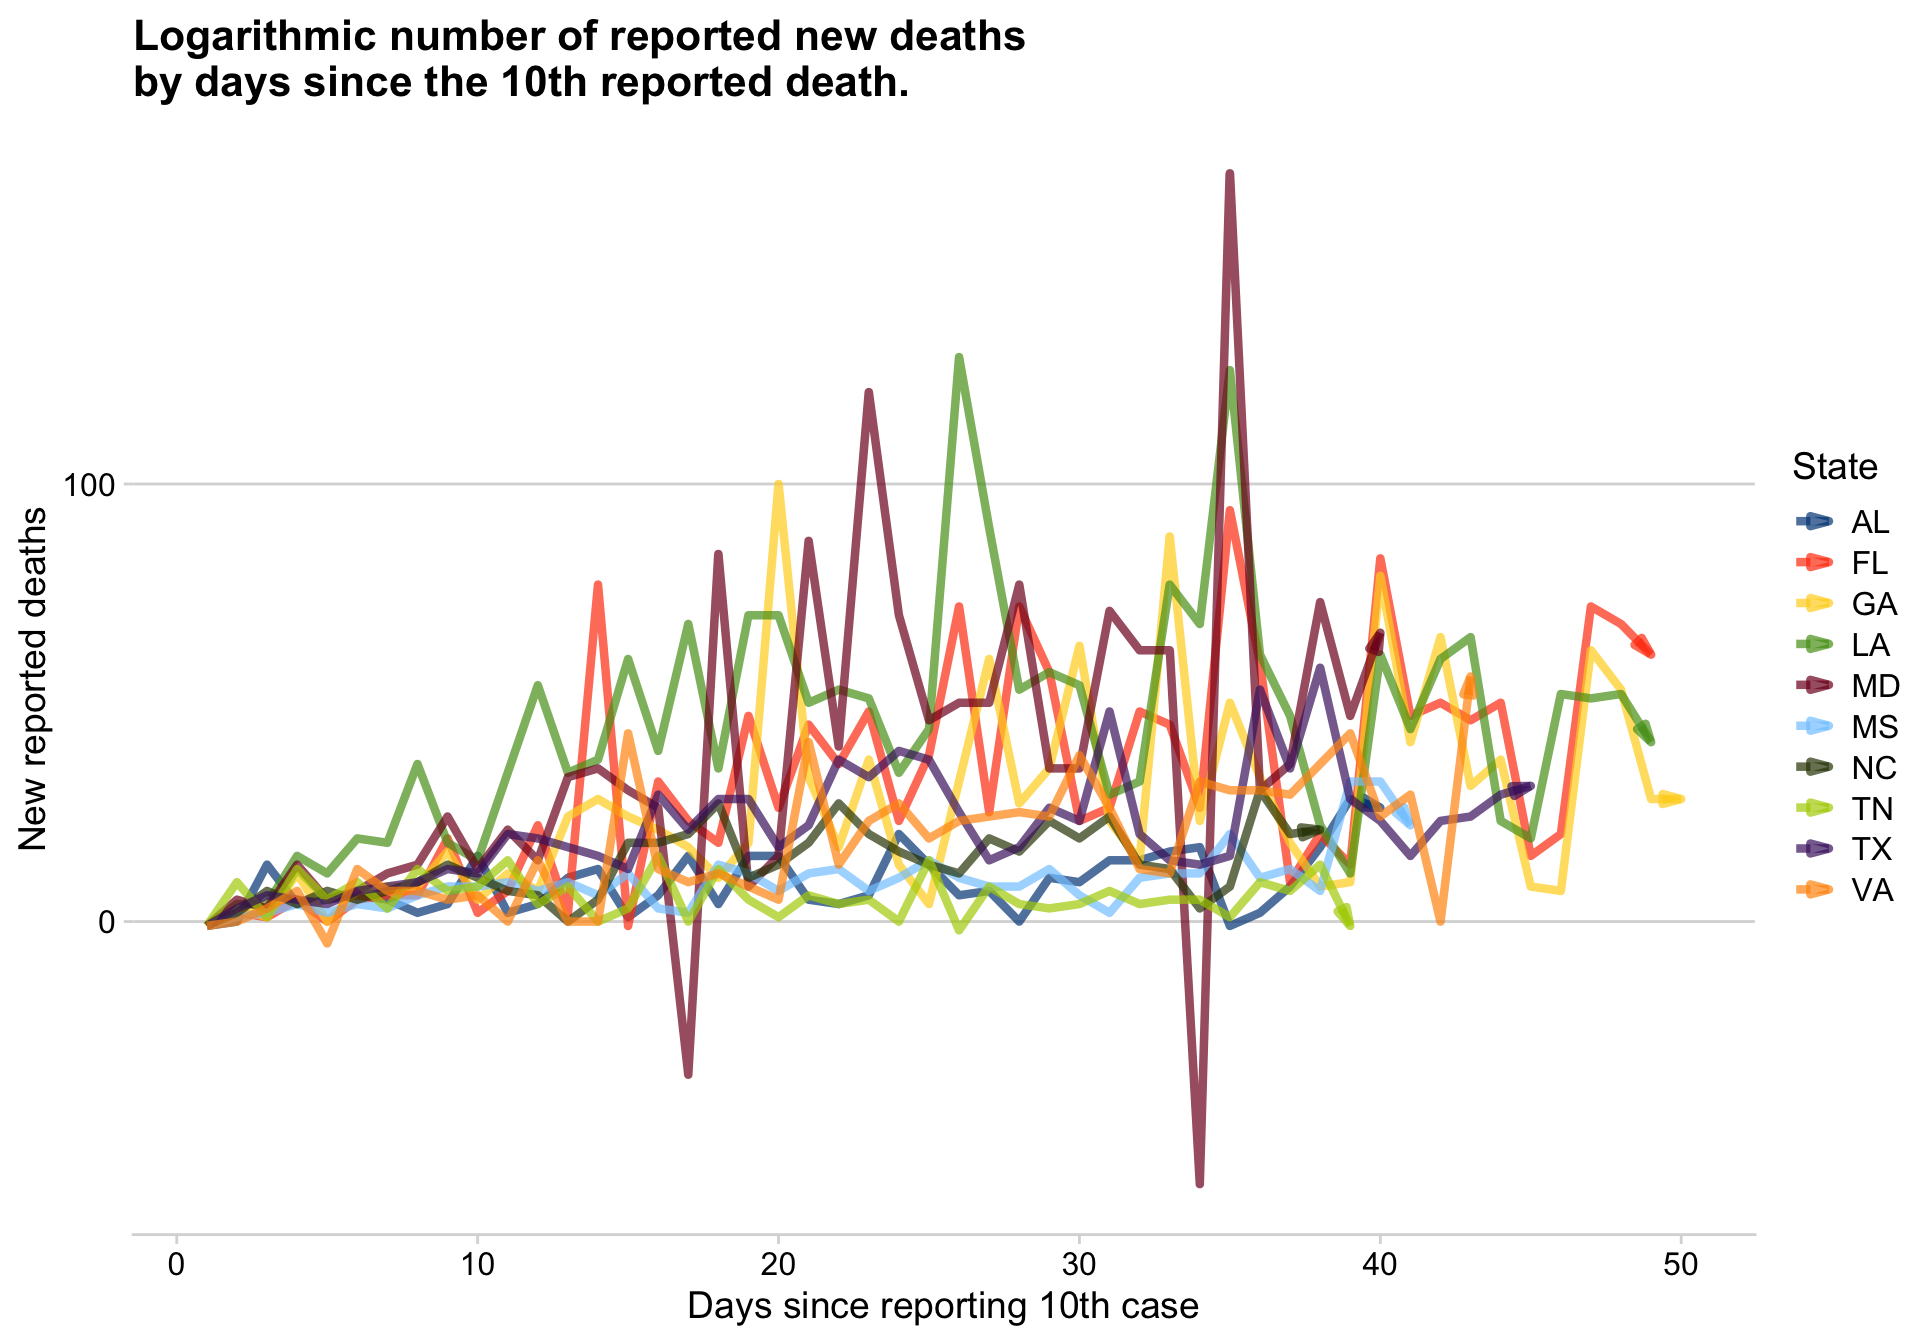 Logarithmic number of reported new deaths
by days since the 10th reported death.
New reported deaths
100
0
0
10
20
30
40
50
Days since reporting 10th case
State
AL
FL
GA
LA
MD
MS
NC
TN
TX
VA